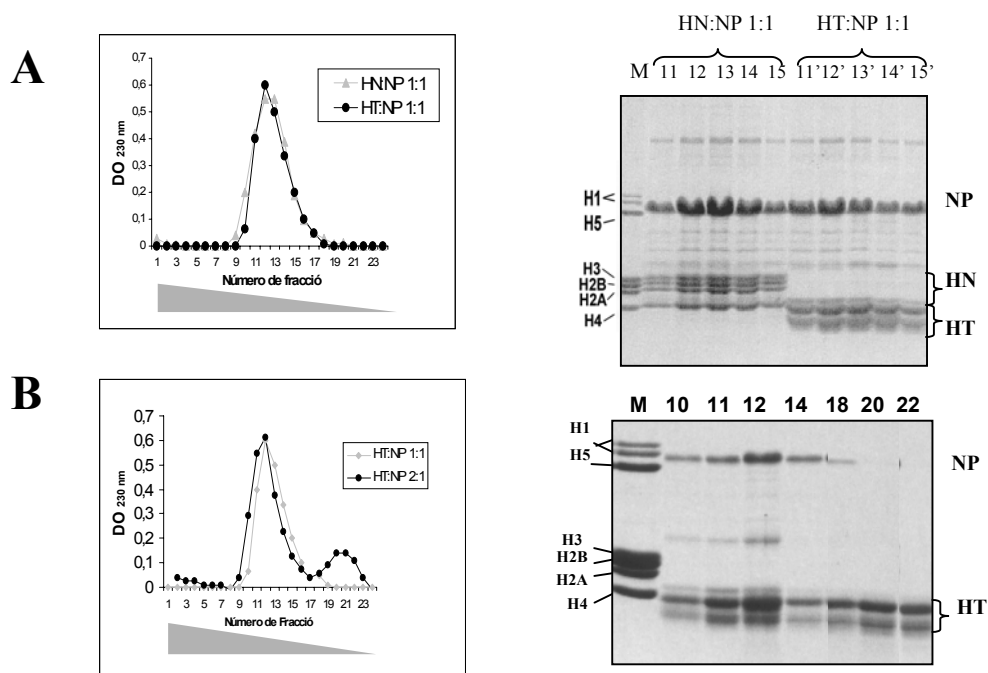 A
0,7
0,6
0,5
0,4
0,3
0,2
0,1
0
DO 230 nm
HN:NP 1:1
HT:NP 1:1
1 3 5 7 9 11 13 15 17 19 21 23
Número de fracció
HN:NP 1:1 HT:NP 1:1
M 11 12 13 14 15 11’ 12’ 13’ 14’ 15’
H1
H5
H3
H2B
H2A
H4
NP
HN
HT
B
0,7
0,6
0,5
0,4
0,3
0,2
0,1
0
DO 230 nm
HT:NP 1:1
HT:NP 2:1
1 3 5 7 9 11 13 15 17 19 21 23
Número de Fracció
M 10 11 12 14 18 20 22
H1
H5
H3
H2B
H2A
H4
NP
HT